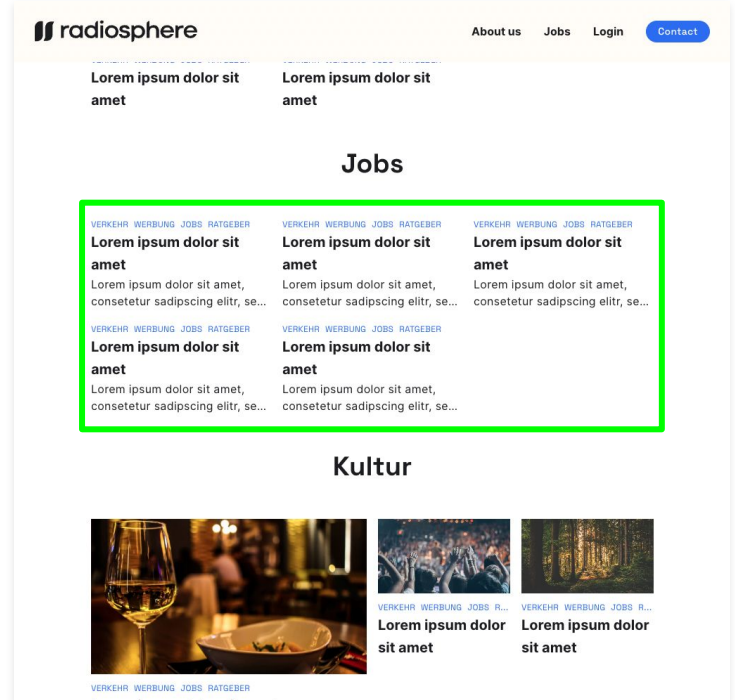 radiosphere
About us Jobs Login Contact
Lorem ipsum dolor sit
amet
Lorem ipsum dolor sit
amet
Jobs
VERKEHR WERBUNG JOBS RATGEBER
Lorem ipsum dolor sit
amet
Lorem ipsum dolor sit amet,
consetetur sadipscing elitr, se...
VERKEHR WERBUNG JOBS RATGEBER
Lorem ipsum dolor sit
amet
Lorem ipsum dolor sit amet,
consetetur sadipscing elitr, se...
VERKEHR WERBUNG JOBS RATGEBER
Lorem ipsum dolor sit
amet
Lorem ipsum dolor sit amet,
consetetur sadipscing elitr, se...
VERKEHR WERBUNG JOBS RATGEBER
Lorem ipsum dolor sit
amet
Lorem ipsum dolor sit amet,
consetetur sadipscing elitr, se...
VERKEHR WERBUNG JOBS RATGEBER
Lorem ipsum dolor sit
amet
Lorem ipsum dolor sit amet,
consetetur sadipscing elitr, se...
Kultur
VERKEHR WERBUNG JOBS RATGEBER
VERKEHR WERBUNG JOBS R...
Lorem ipsum dolor
sit amet
VERKEHR WERBUNG JOBS R...
Lorem ipsum dolor
sit amet